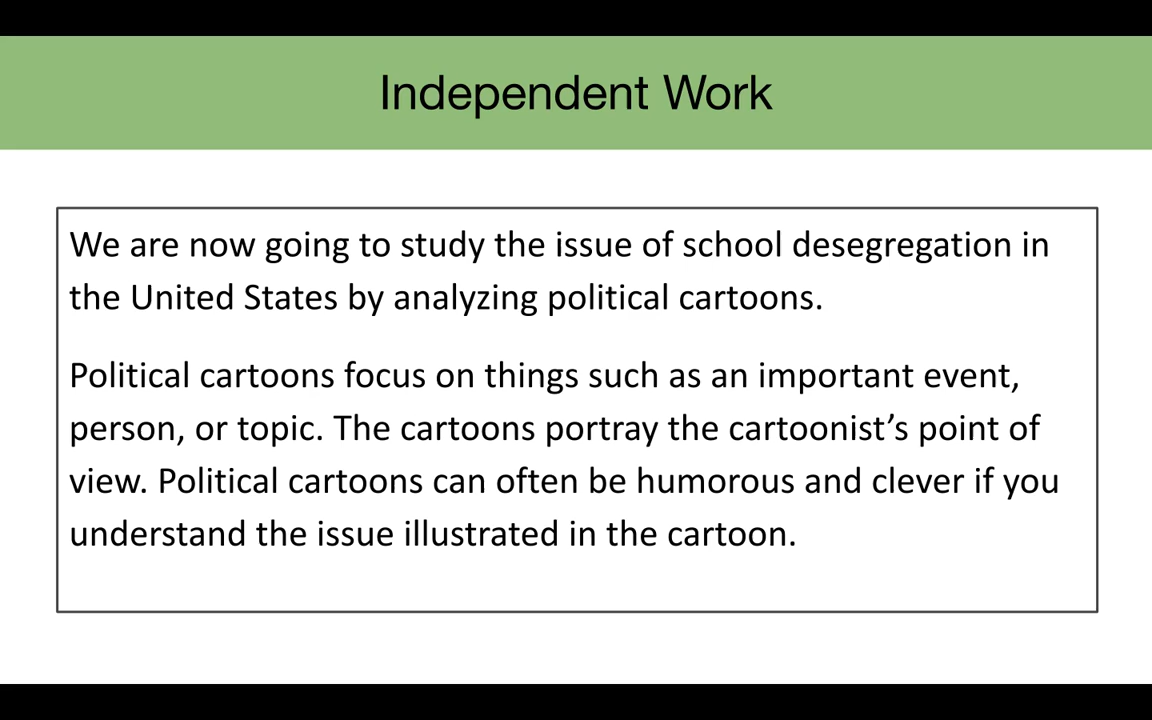 Independent Work
We are now going to study the issue of school desegregation in
the United States by analyzing political cartoons.
Political cartoons focus on things such as an important event,
person, or topic. The cartoons portray the cartoonist’s point of
view. Political cartoons can often be humorous and clever if you
understand the issue illustrated in the cartoon.